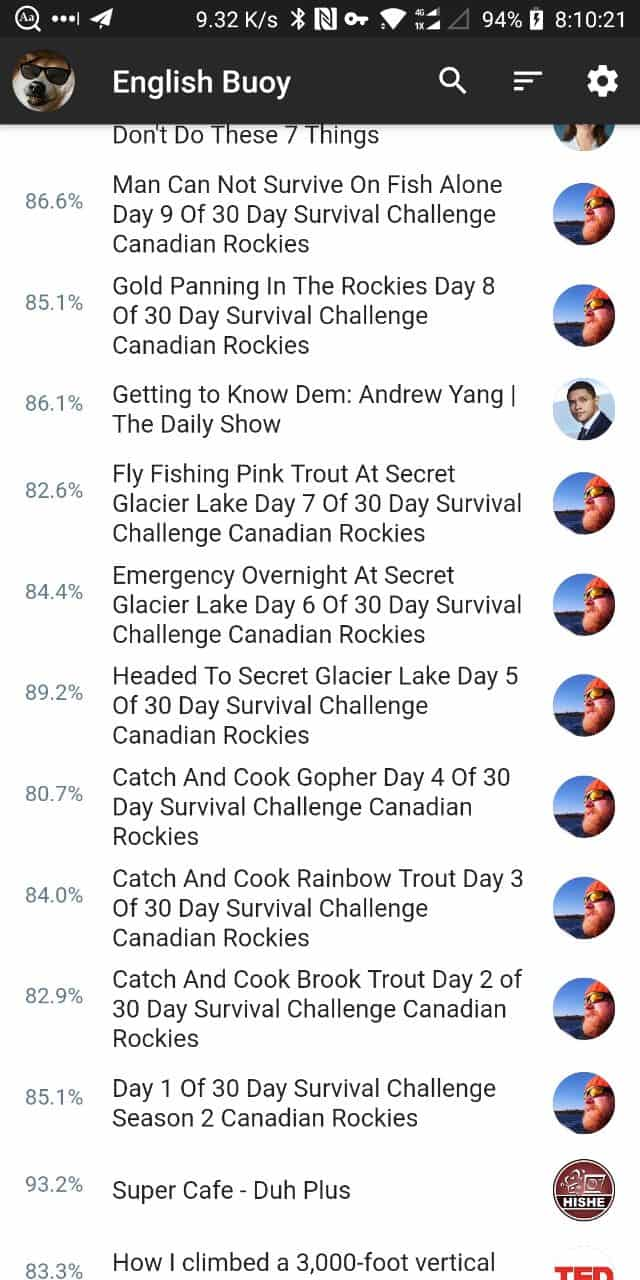 Aa 9.32 K/s N 4G 1X 94% 8:10:21
English Buoy
Don't Do These 7 Things
86.6%
Man Can Not Survive On Fish Alone
Day 9 Of 30 Day Survival Challenge
Canadian Rockies
85.1%
Gold Panning In The Rockies Day 8
Of 30 Day Survival Challenge
Canadian Rockies
86.1%
Getting to Know Dem: Andrew Yang |
The Daily Show
82.6%
Fly Fishing Pink Trout At Secret
Glacier Lake Day 7 Of 30 Day Survival
Challenge Canadian Rockies
84.4%
Emergency Overnight At Secret
Glacier Lake Day 6 Of 30 Day Survival
Challenge Canadian Rockies
89.2%
Headed To Secret Glacier Lake Day 5
Of 30 Day Survival Challenge
Canadian Rockies
80.7%
Catch And Cook Gopher Day 4 Of 30
Day Survival Challenge Canadian
Rockies
84.0%
Catch And Cook Rainbow Trout Day 3
Of 30 Day Survival Challenge
Canadian Rockies
82.9%
Catch And Cook Brook Trout Day 2 of
30 Day Survival Challenge Canadian
Rockies
85.1%
Day 1 Of 30 Day Survival Challenge
Season 2 Canadian Rockies
93.2%
Super Cafe - Duh Plus
HISHE
83.3%
How I climbed a 3,000-foot vertical
TED